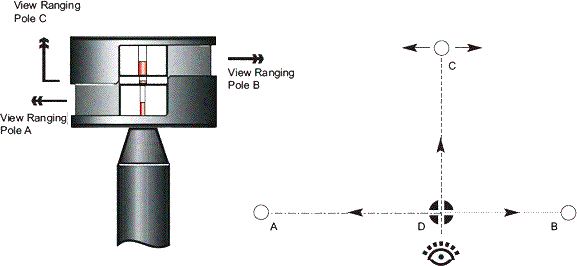 View Ranging
Pole C
View Ranging
Pole B
View Ranging
Pole A
C
A
D
B